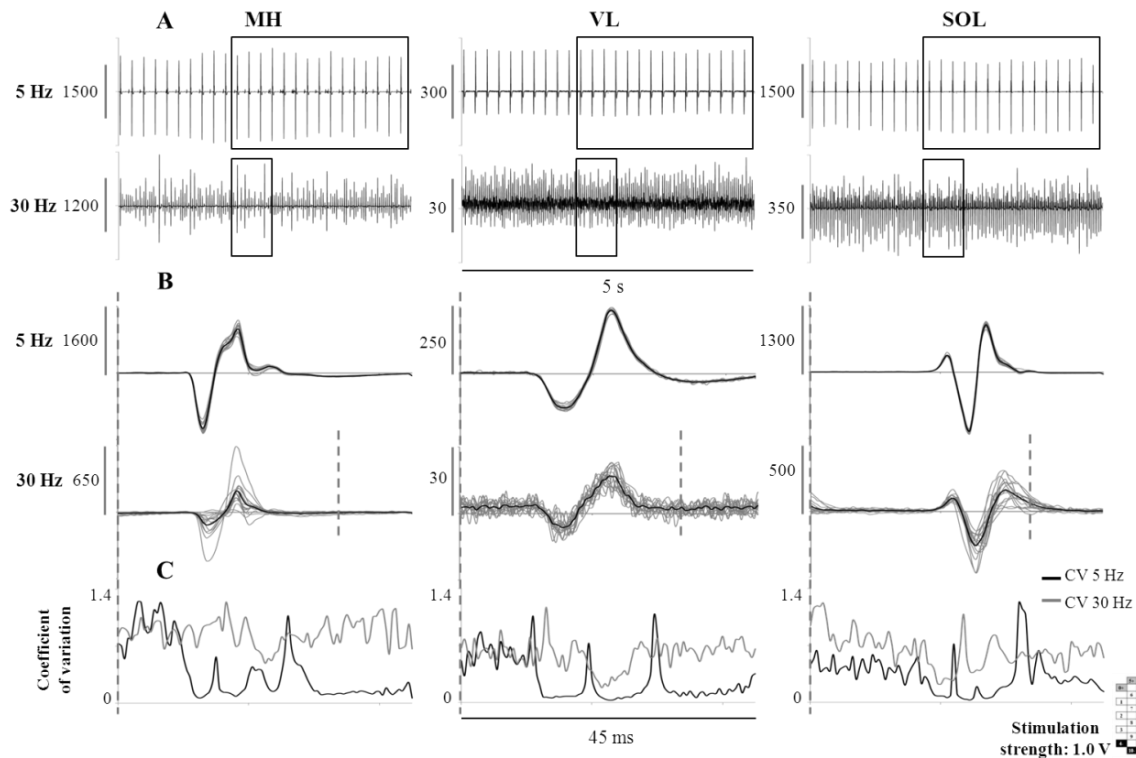 A MH VL SOL
5 Hz 1500 300 1500
30 Hz 1200 30 350
5 s
B
5 Hz 1600 250 1300
30 Hz 650 30 500
C
CV 5 Hz
CV 30 Hz
1.4 1.4 1.4
Coefficient
of variation
0 0 0
45 ms
Stimulation
strength: 1.0 V